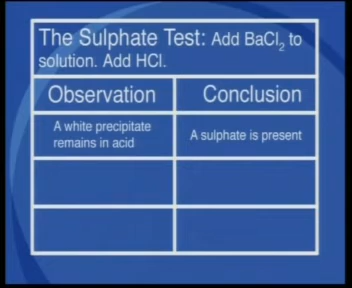 The Sulphate Test: Add BaCl₂ to
solution. Add HCl.
Observation
Conclusion
A white precipitate
remains in acid
A sulphate is present